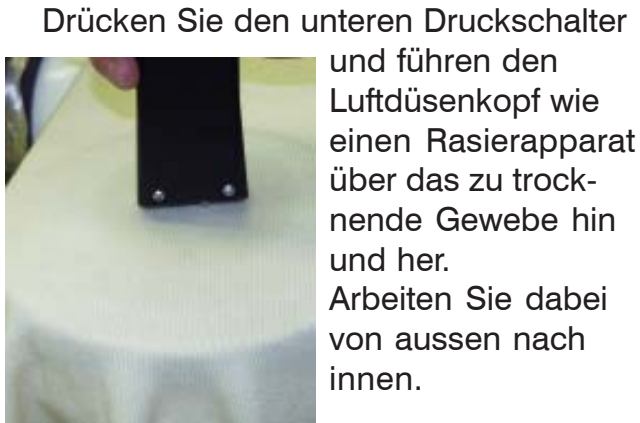 Drücken Sie den unteren Druckschalter
und führen den
Luftdüsenkopf wie
einen Rasierapparat
über das zu trock-
nende Gewebe hin
und her.
Arbeiten Sie dabei
von aussen nach
innen.